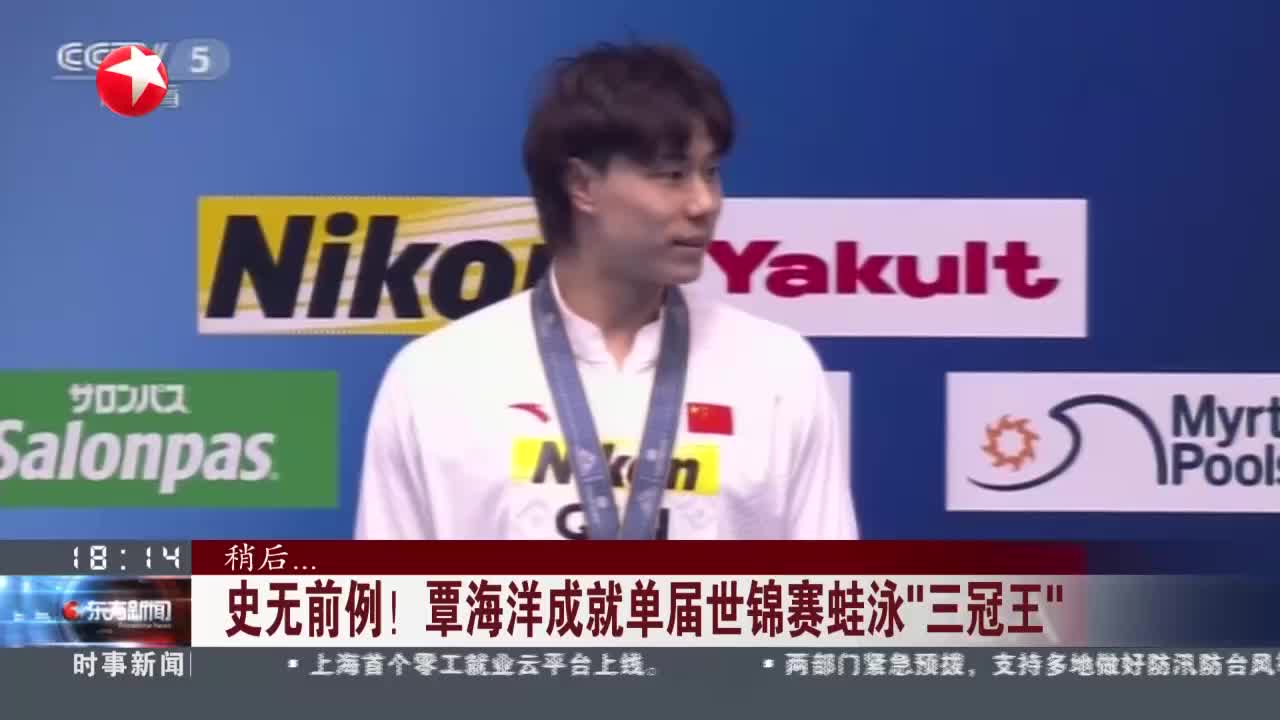 5
Nikon
Yakult
サロンパス
Salonpas
Myrt
Pools
Nikon
18:14
稍后...
史无前例！覃海洋成就单届世锦赛蛙泳"三冠王"
东方新闻
时事新闻
▪ 上海首个零工就业云平台上线。 ▪ 两部门紧急预拨，支持多地做好防汛防台风